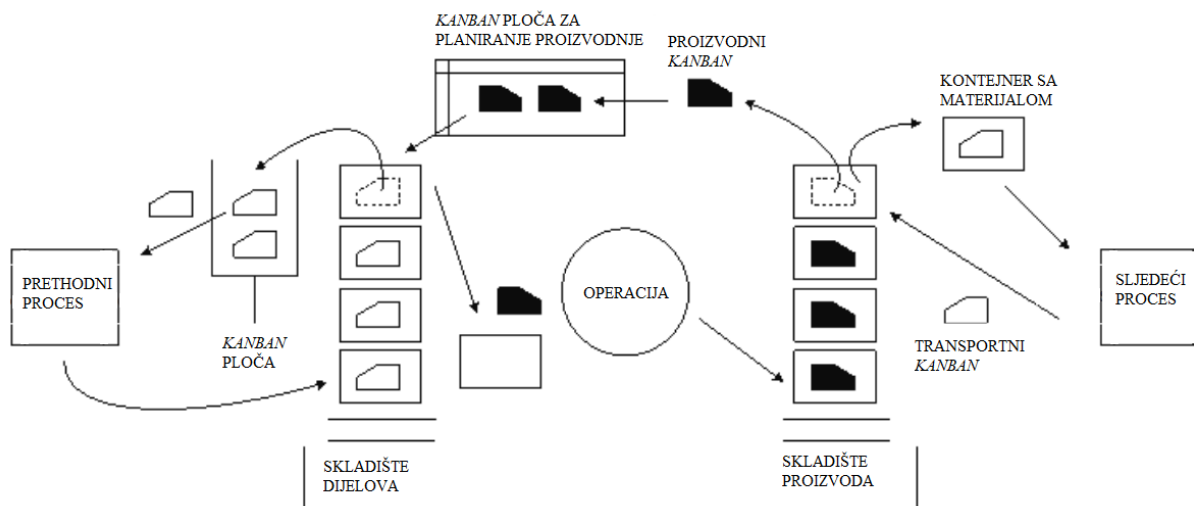 KANBAN PLOČA ZA
PLANIRANJE PROIZVODNJE
PROIZVODNI
KANBAN
KONTEJNER SA
MATERIJALOM
PRETHODNI
PROCES
KANBAN
PLOČA
OPERACIJA
SLJEDEĆI
PROCES
TRANSPORTNI
KANBAN
SKLADIŠTE
DIJELOVA
SKLADIŠTE
PROIZVODA